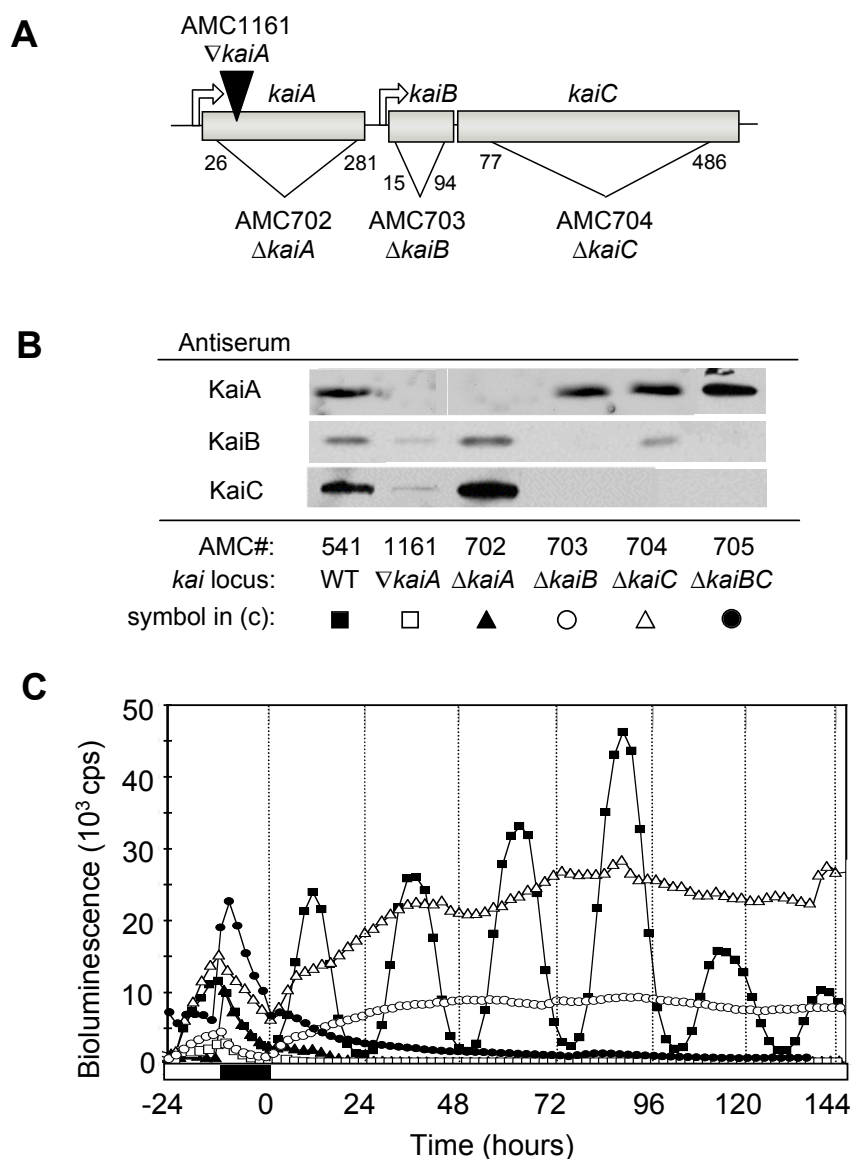 A
AMC1161
∇kaiA
kaiA kaiB kaiC
26 281 15 94 77 486
AMC702 AMC703 AMC704
ΔkaiA ΔkaiB ΔkaiC
B
Antiserum
KaiA
KaiB
KaiC
AMC#: 541 1161 702 703 704 705
kai locus: WT ∇kaiA ΔkaiA ΔkaiB ΔkaiC ΔkaiBC
symbol in (c): ■ □ ▲ ○ △ ●
C
Bioluminescence (10³ cps)
50
40
30
20
10
0
-24 0 24 48 72 96 120 144
Time (hours)